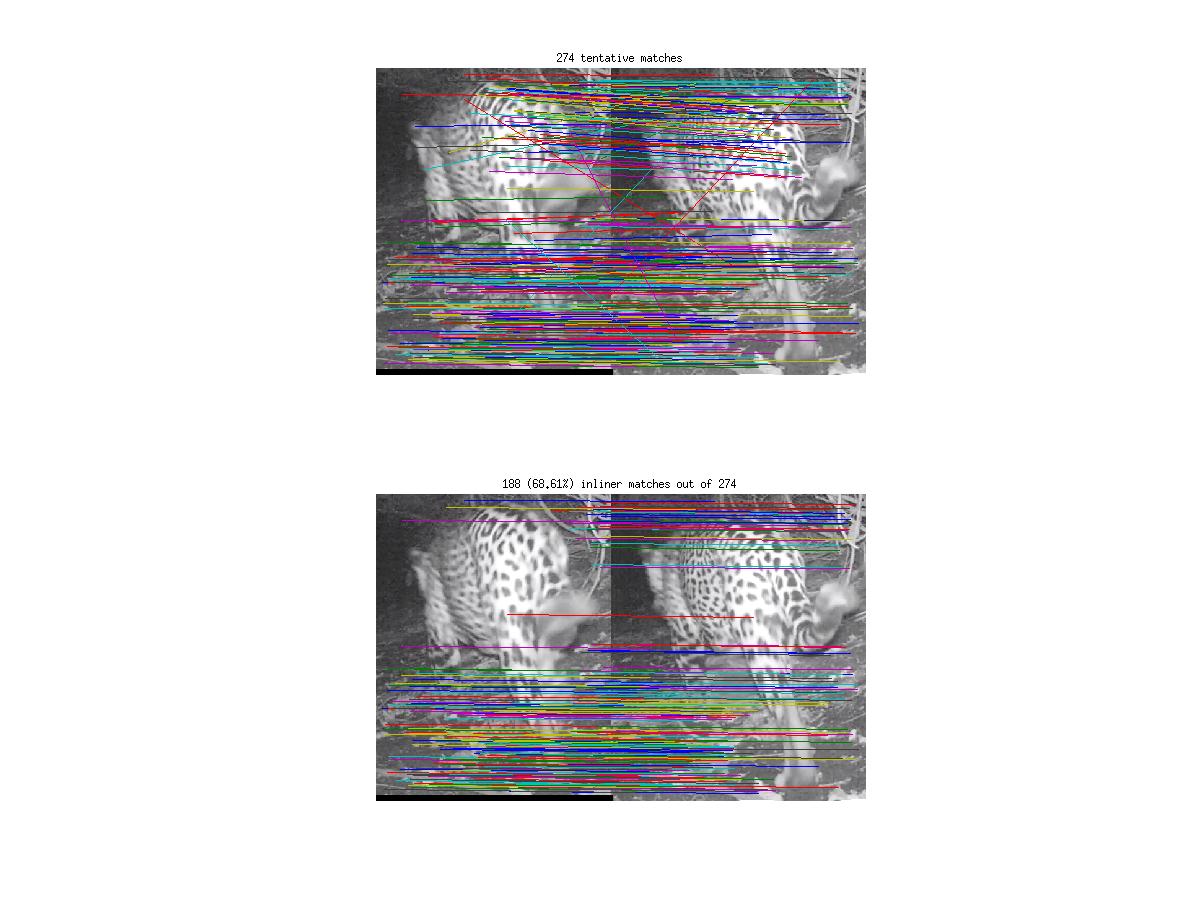 274 tentative matches
188 (68.61%) inliner matches out of 274